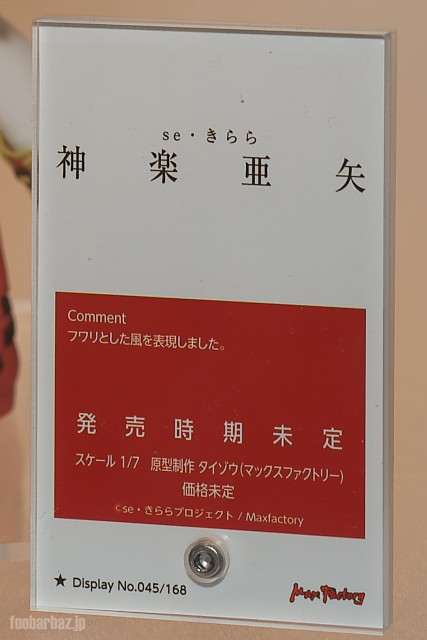 se・きらら
神楽亜矢
Comment
フワリとした風を表現しました。
発売時期未定
スケール 1/7 原型制作 タイゾウ(マックスファクトリー)
価格未定
©se・きららプロジェクト / Maxfactory
★ Display No.045/168
Max Factory
foobarbaz.jp